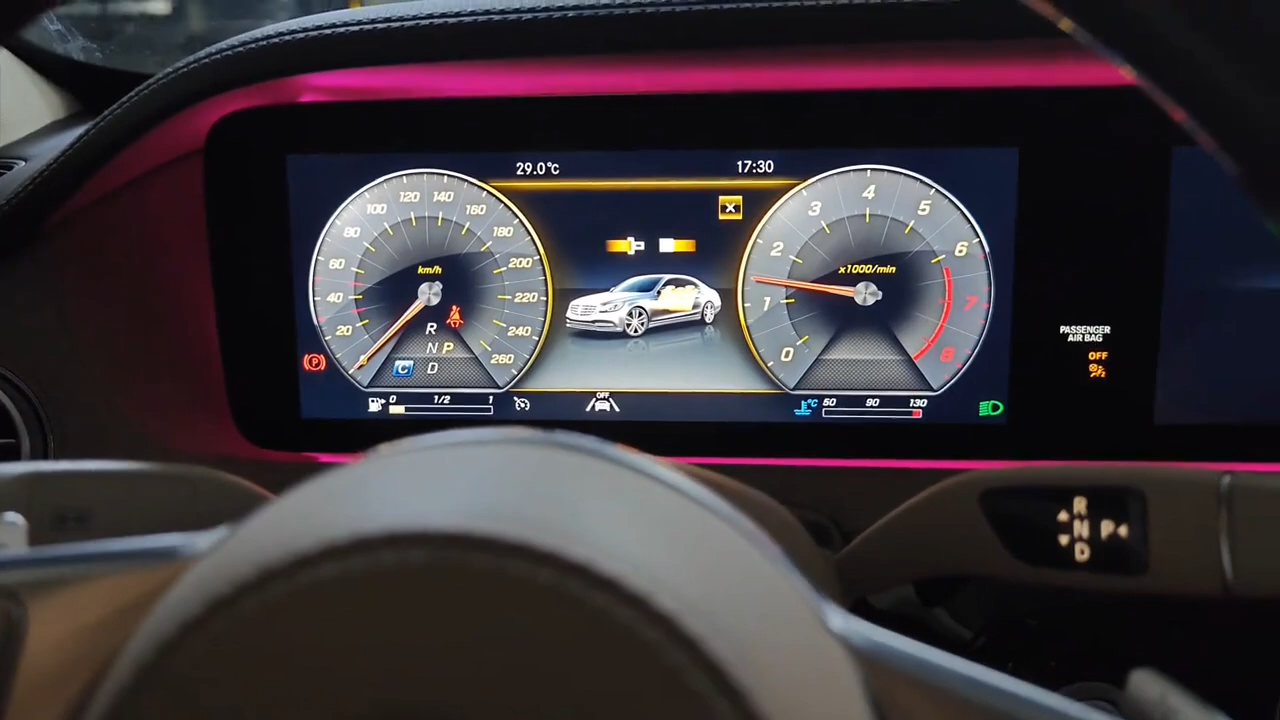 29.0°C
17:30
20
40
60
80
100
120
140
160
180
200
220
240
260
km/h
R
N P
D
C
0
1
2
3
4
5
6
7
8
x1000/min
(P)
0 1/2 1
OFF
°C
50 90 130
PASSENGER
AIR BAG
OFF
R
N P
D